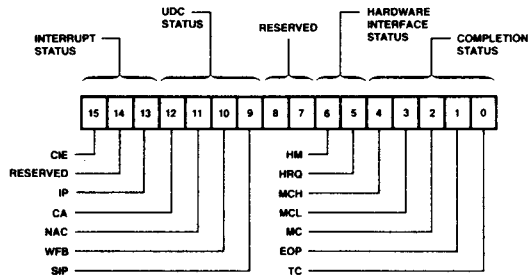 INTERRUPT
STATUS
UDC
STATUS
RESERVED
HARDWARE
INTERFACE
STATUS
COMPLETION
STATUS
15 14 13 12 11 10 9 8 7 6 5 4 3 2 1 0
CIE
RESERVED
IP
CA
NAC
WFB
SIP
HM
HRQ
MCH
MCL
MC
EOP
TC